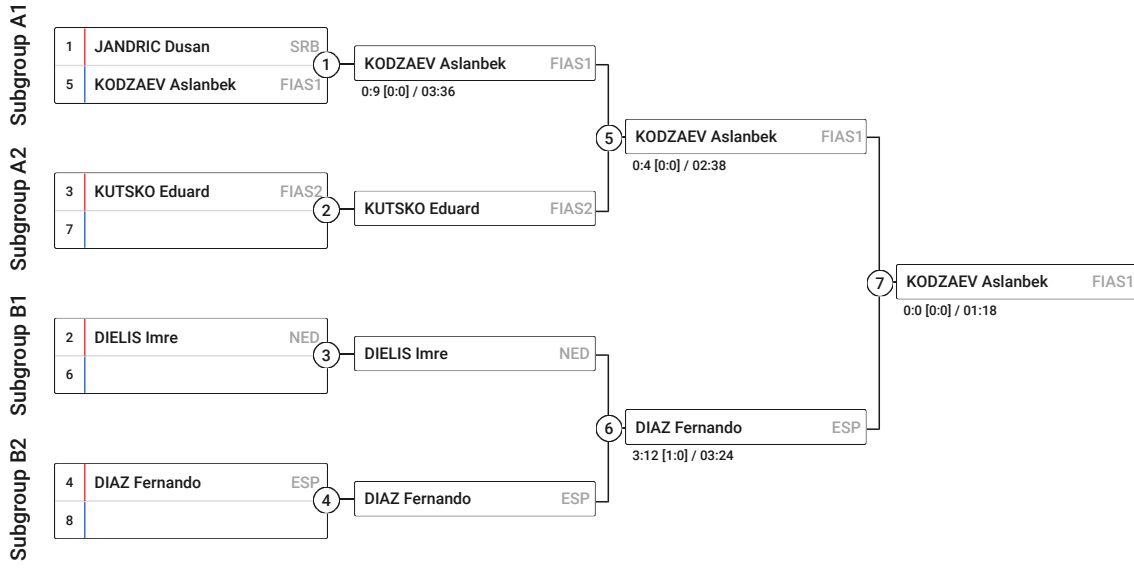 Subgroup A1
1 JANDRIC Dusan SRB
5 KODZAEV Aslanbek FIAS1
1
KODZAEV Aslanbek FIAS1
0:9 [0:0] / 03:36
Subgroup A2
3 KUTSKO Eduard FIAS2
7
2
KUTSKO Eduard FIAS2
5
KODZAEV Aslanbek FIAS1
0:4 [0:0] / 02:38
Subgroup B1
2 DIELIS Imre NED
6
3
DIELIS Imre NED
Subgroup B2
4 DIAZ Fernando ESP
8
4
DIAZ Fernando ESP
6
DIAZ Fernando ESP
3:12 [1:0] / 03:24
7
KODZAEV Aslanbek FIAS1
0:0 [0:0] / 01:18